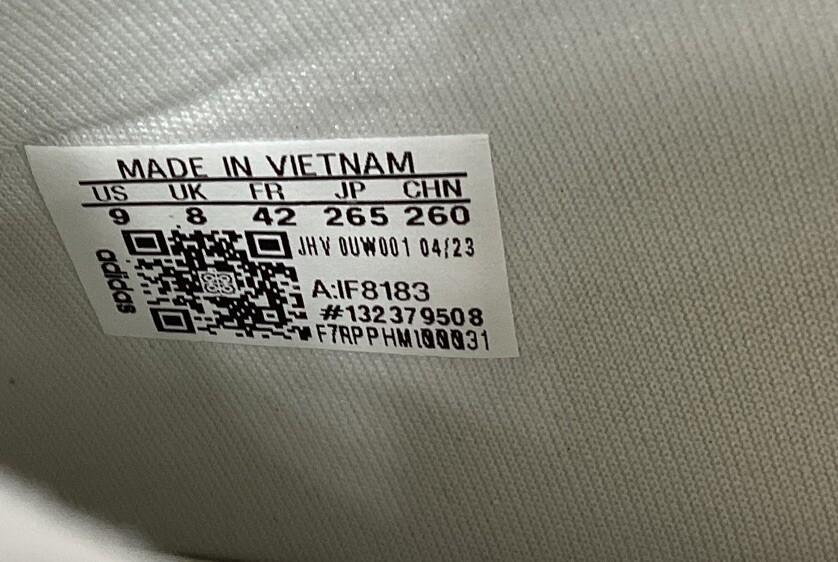 MADE IN VIETNAM
US UK FR JP CHN
9 8 42 265 260
adidas
JHV 0UW001 04/23
A:IF8183
#132379508